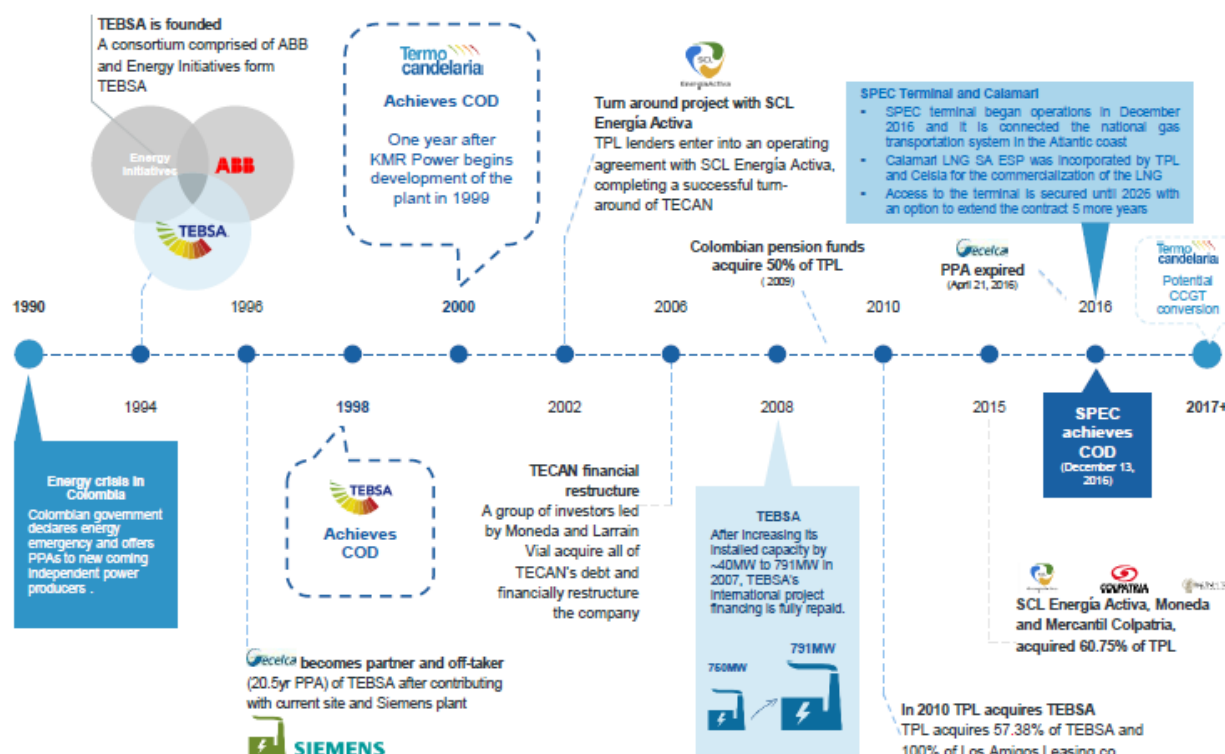 TEBSA is founded
A consortium comprised of ABB
and Energy Initiatives form
TEBSA
Energy
Initiatives
ABB
TEBSA
Termo
candelaria
Achieves COD
One year after
KMR Power begins
development of the
plant in 1999
SCL
EnergíaActiva
Turn around project with SCL
Energía Activa
TPL lenders enter into an operating
agreement with SCL Energía Activa,
completing a successful turn-
around of TECAN
SPEC Terminal and Calamari
SPEC terminal began operations in December
2016 and it is connected the national gas
transportation system in the Atlantic coast
Calamari LNG SA ESP was incorporated by TPL
and Celsia for the commercialization of the LNG
Access to the terminal is secured until 2026 with
an option to extend the contract 5 more years
Colombian pension funds
acquire 50% of TPL
( 2009)
Gecelca
PPA expired
(April 21, 2016)
Termo
candelaria
Potential
CCGT
conversion
1990
1996
2000
2006
2010
2016
1994
1998
2002
2008
2015
2017+
Energy crisis in
Colombia
Colombian government
declares energy
emergency and offers
PPAs to new coming
independent power
producers .
TEBSA
Achieves
COD
TECAN financial
restructure
A group of investors led
by Moneda and Larrain
Vial acquire all of
TECAN's debt and
financially restructure
the company
TEBSA
After increasing its
installed capacity by
~40MW to 791MW in
2007, TEBSA's
international project
financing is fully repaid.
750MW
791MW
SPEC
achieves
COD
(December 13,
2016)
COLPATRIA
SCL Energía Activa, Moneda
and Mercantil Colpatria,
acquired 60.75% of TPL
Gecelca becomes partner and off-taker
(20.5yr PPA) of TEBSA after contributing
with current site and Siemens plant
SIEMENS
In 2010 TPL acquires TEBSA
TPL acquires 57.38% of TEBSA and
100% of Los Amigos Leasing co